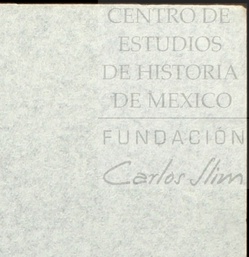 CENTRO DE
ESTUDIOS
DE HISTORIA
DE MEXICO
FUNDACIÓN
Carlos Slim